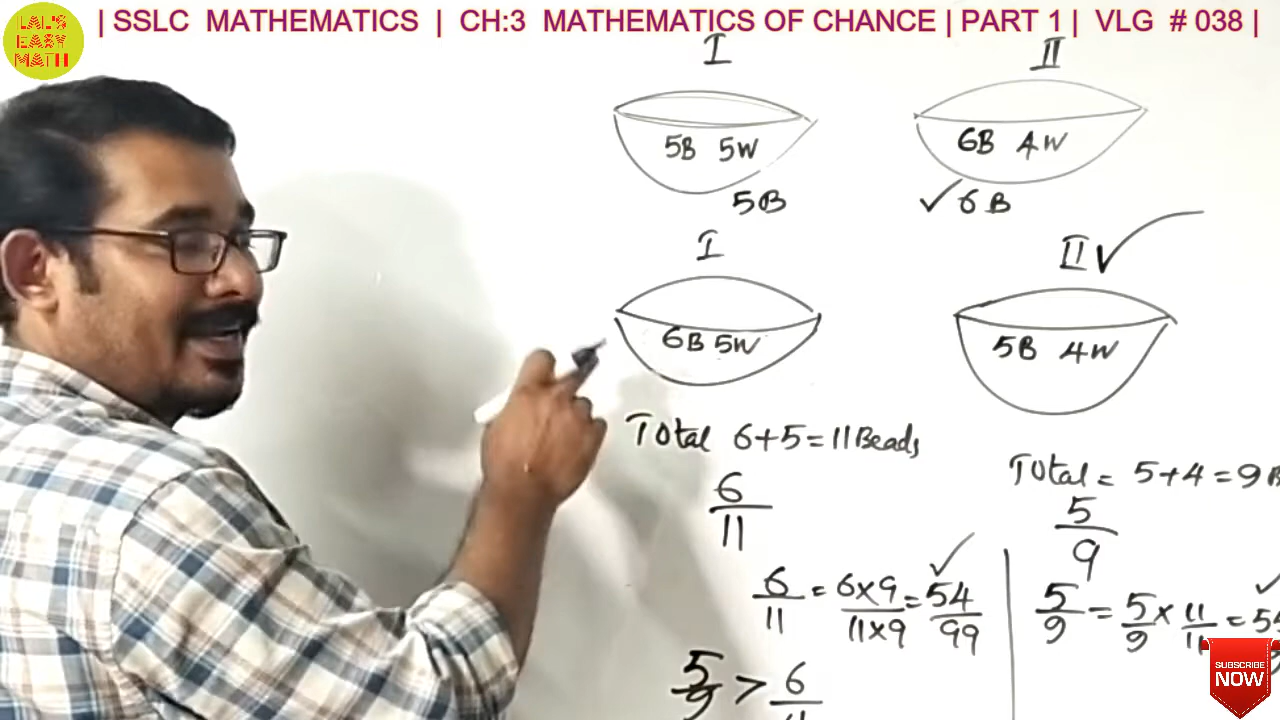 | SSLC MATHEMATICS | CH:3 MATHEMATICS OF CHANCE | PART 1 | VLG # 038 |
LAL'S
EASY
MATH
I
II
5B 5W
6B 4W
5B
✓ 6B
I
II ✓
6B 5W
5B 4W
Total 6+5=11 Beads
Total = 5+4=9
6/11
5/9
6/11 = 6×9/11×9 = 54/99 ✓
5/9 = 5/9 × 11/11 =
5/9 > 6/11
SUBSCRIBE
NOW